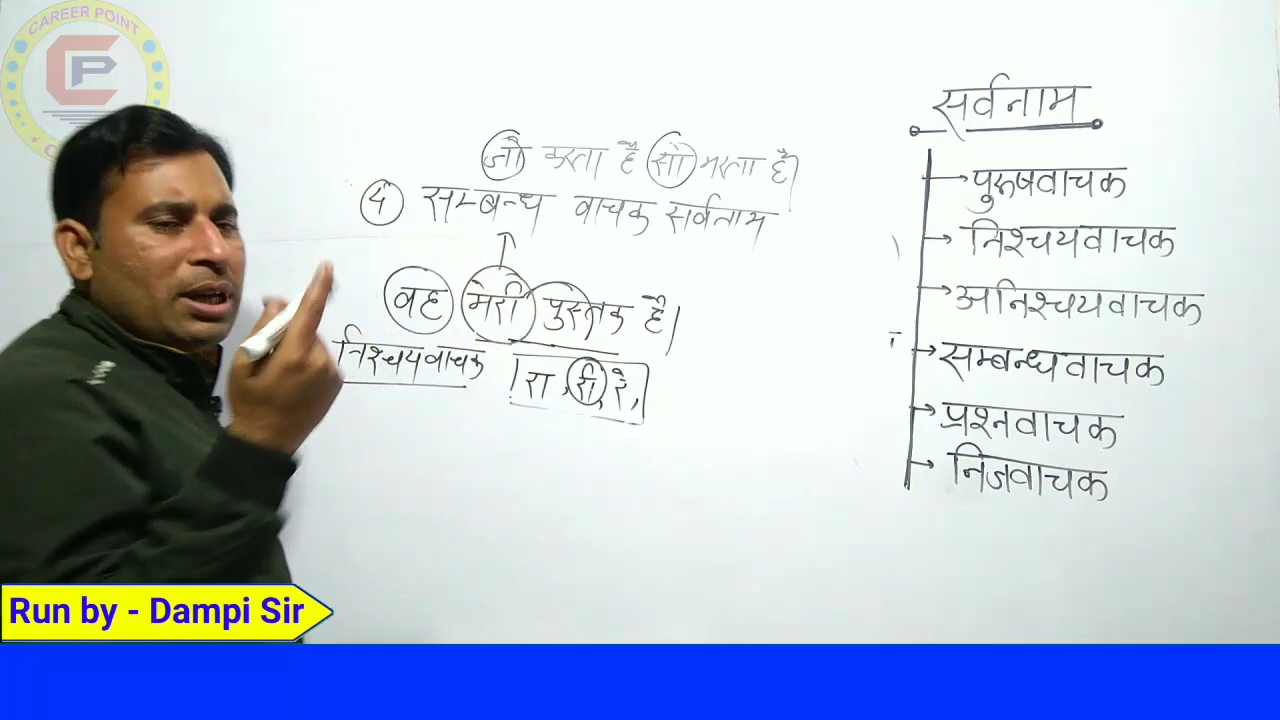 CAREER POINT
CP
जो करता है सो भरता है।
④ सम्बन्ध वाचक सर्वनाम
वह मेरी पुस्तक है।
निश्चयवाचक
रा, री, रे,
सर्वनाम
पुरुषवाचक
निश्चयवाचक
अनिश्चयवाचक
सम्बन्धवाचक
प्रश्नवाचक
निजवाचक
Run by - Dampi Sir